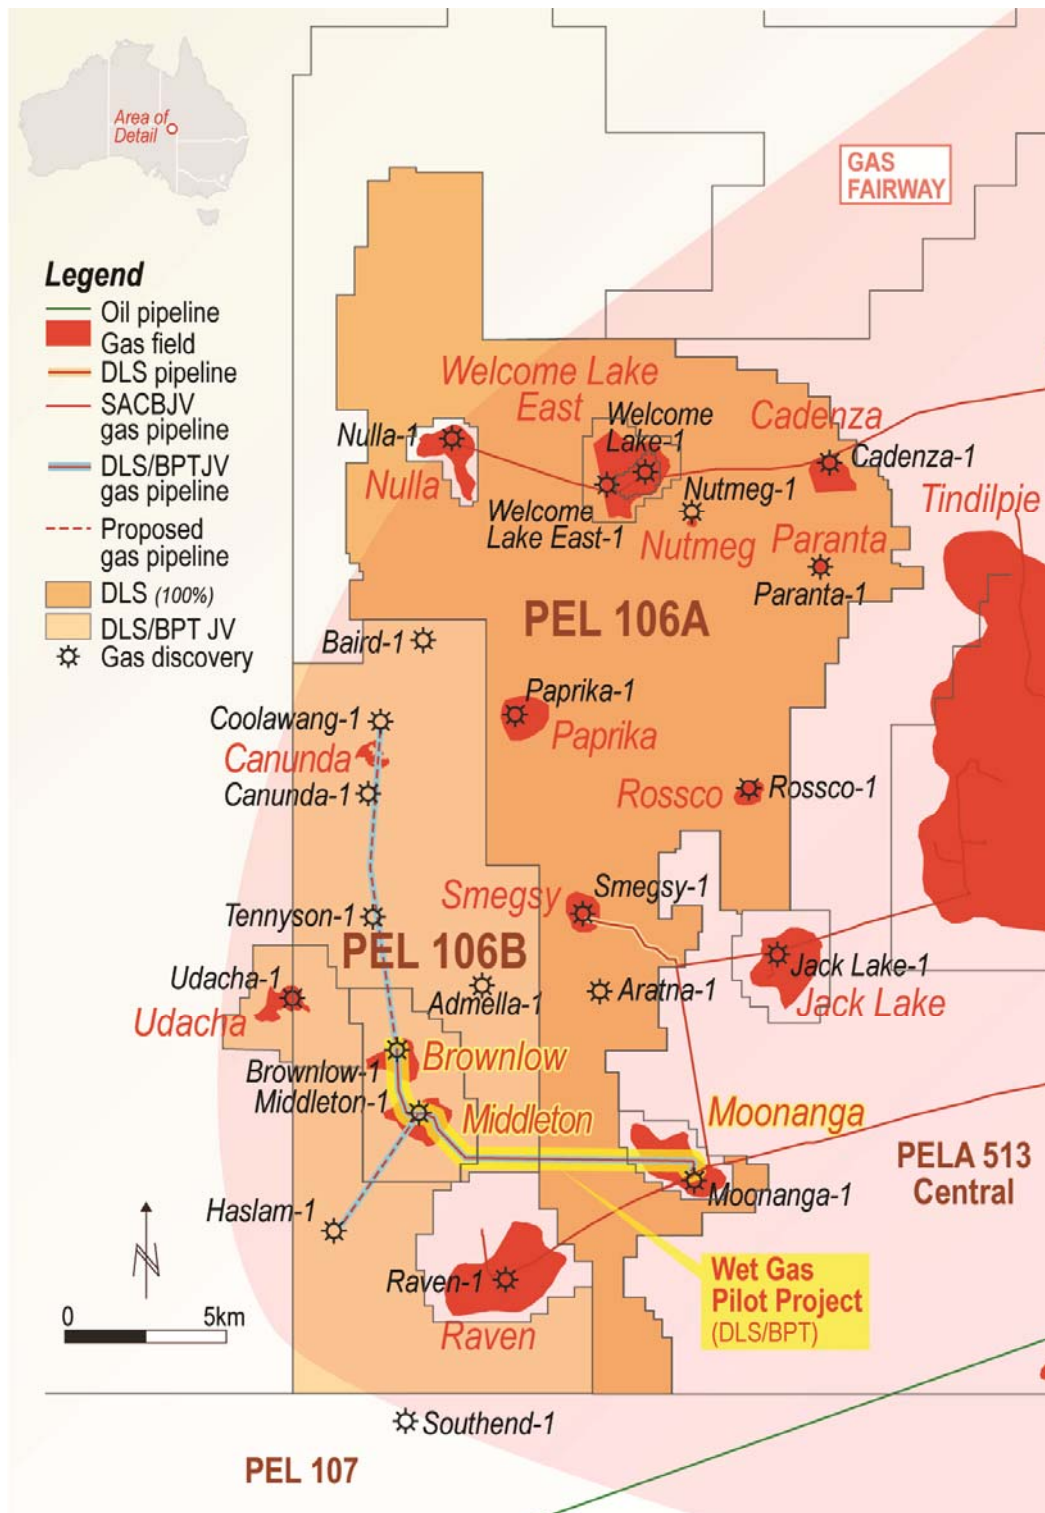 Area of
Detail
GAS
FAIRWAY
Legend
Oil pipeline
Gas field
DLS pipeline
SACBJV
gas pipeline
DLS/BPTJV
gas pipeline
Proposed
gas pipeline
DLS (100%)
DLS/BPT JV
Gas discovery
Welcome Lake
East
Welcome
Lake-1
Cadenza
Nulla-1
Cadenza-1
Nulla
Nutmeg-1
Tindilpie
Welcome
Lake East-1
Nutmeg
Paranta
Paranta-1
PEL 106A
Baird-1
Paprika-1
Coolawang-1
Paprika
Canunda
Canunda-1
Rossco
Rossco-1
Smegsy
Smegsy-1
Tennyson-1
PEL 106B
Jack Lake-1
Udacha-1
Admella-1
Aratna-1
Jack Lake
Udacha
Brownlow
Brownlow-1
Middleton-1
Middleton
Moonanga
PELA 513
Central
Moonanga-1
Haslam-1
N
Raven-1
Wet Gas
Pilot Project
(DLS/BPT)
0 5km
Raven
Southend-1
PEL 107